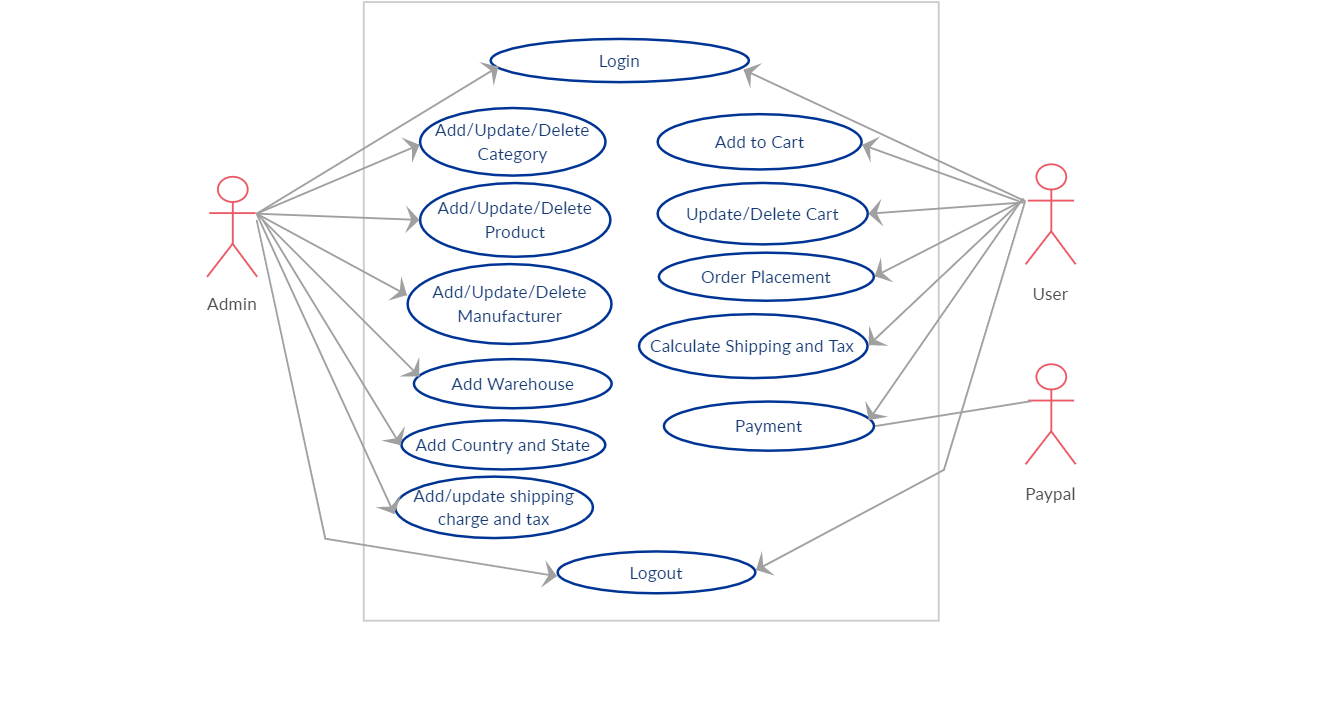 Login
Add/Update/Delete
Category
Add to Cart
Add/Update/Delete
Product
Update/Delete Cart
Order Placement
Add/Update/Delete
Manufacturer
Calculate Shipping and Tax
Add Warehouse
Payment
Add Country and State
Add/update shipping
charge and tax
Logout
Admin
User
Paypal